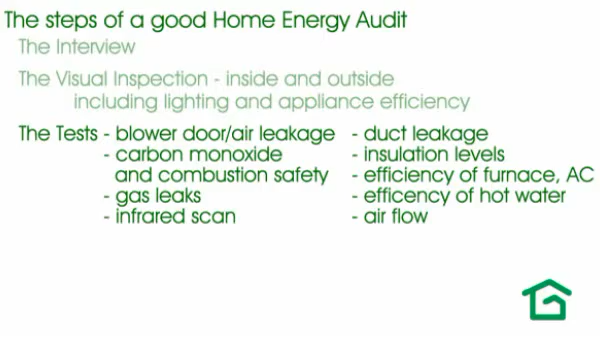 The steps of a good Home Energy Audit
The Interview
The Visual Inspection - inside and outside
including lighting and appliance efficiency
The Tests - blower door/air leakage
- carbon monoxide
and combustion safety
- gas leaks
- infrared scan
- duct leakage
- insulation levels
- efficiency of furnace, AC
- efficency of hot water
- air flow